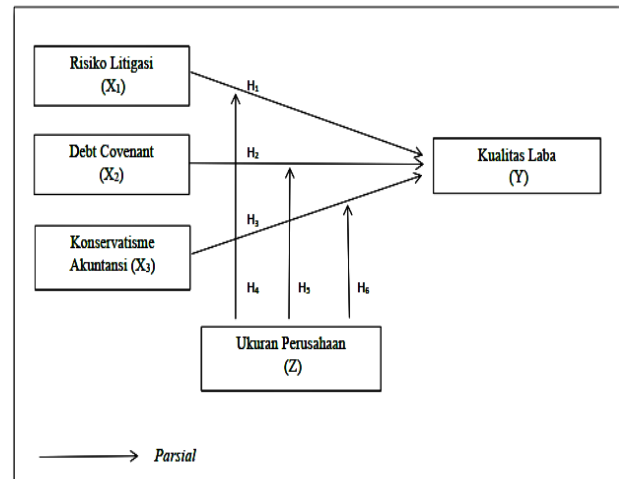 Risiko Litigasi
(X₁)
H₁
Debt Covenant
(X₂)
H₂
Kualitas Laba
(Y)
H₃
Konservatisme
Akuntansi (X₃)
H₄ H₅ H₆
Ukuran Perusahaan
(Z)
Parsial